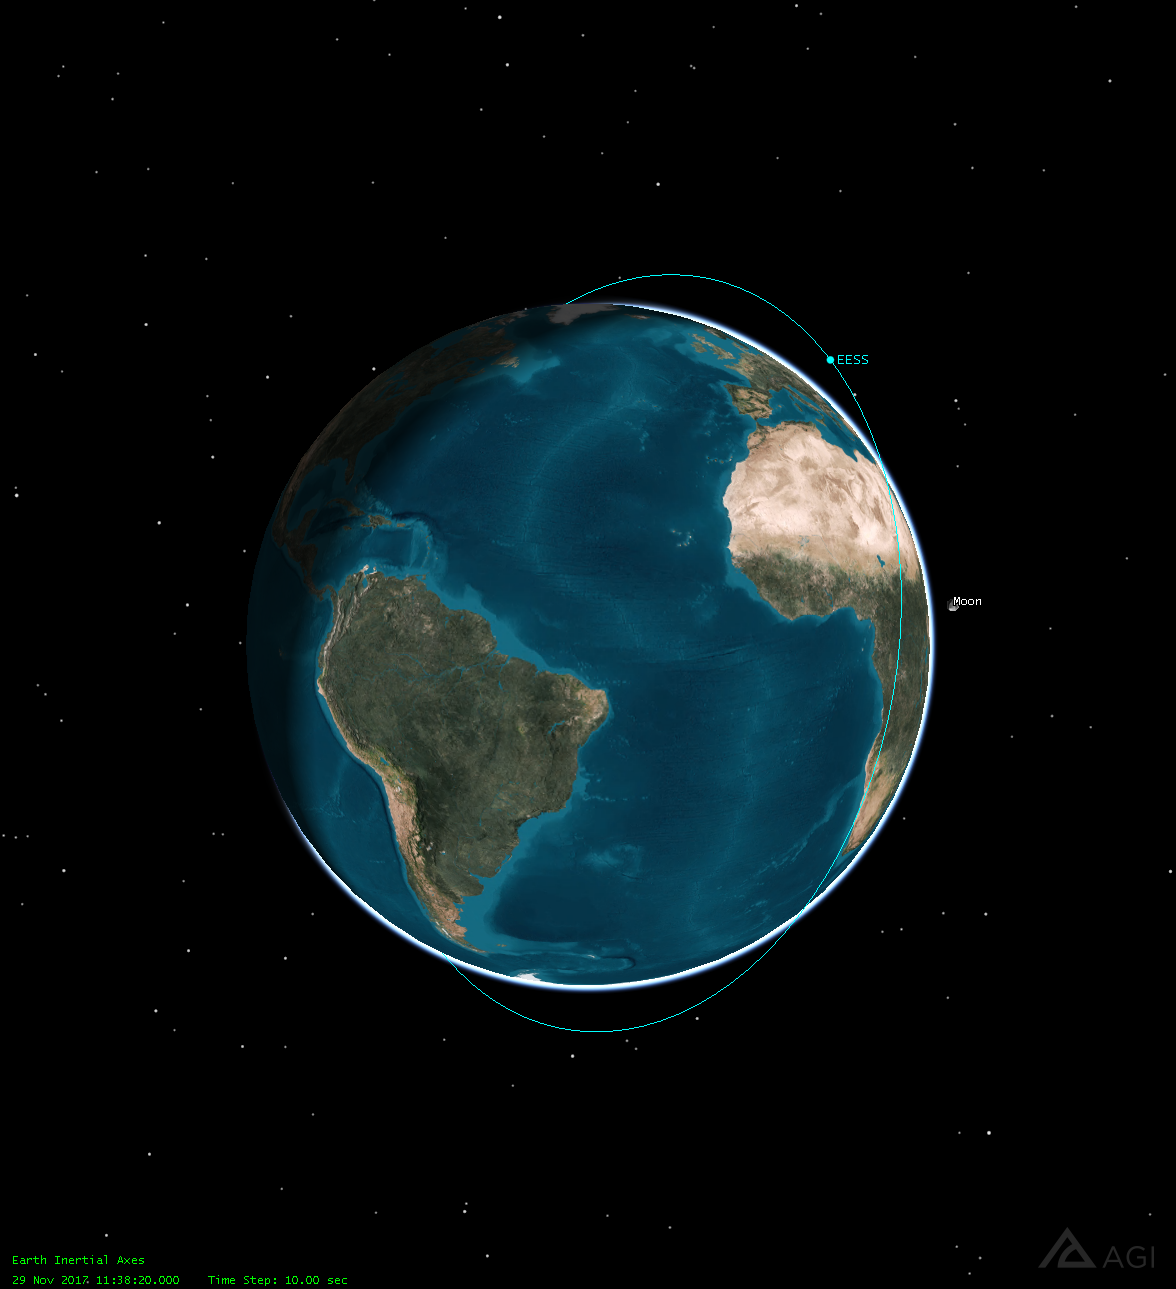 EESS
Moon
AGI
Earth Inertial Axes
29 Nov 2017 11:38:20.000 Time Step: 10.00 sec